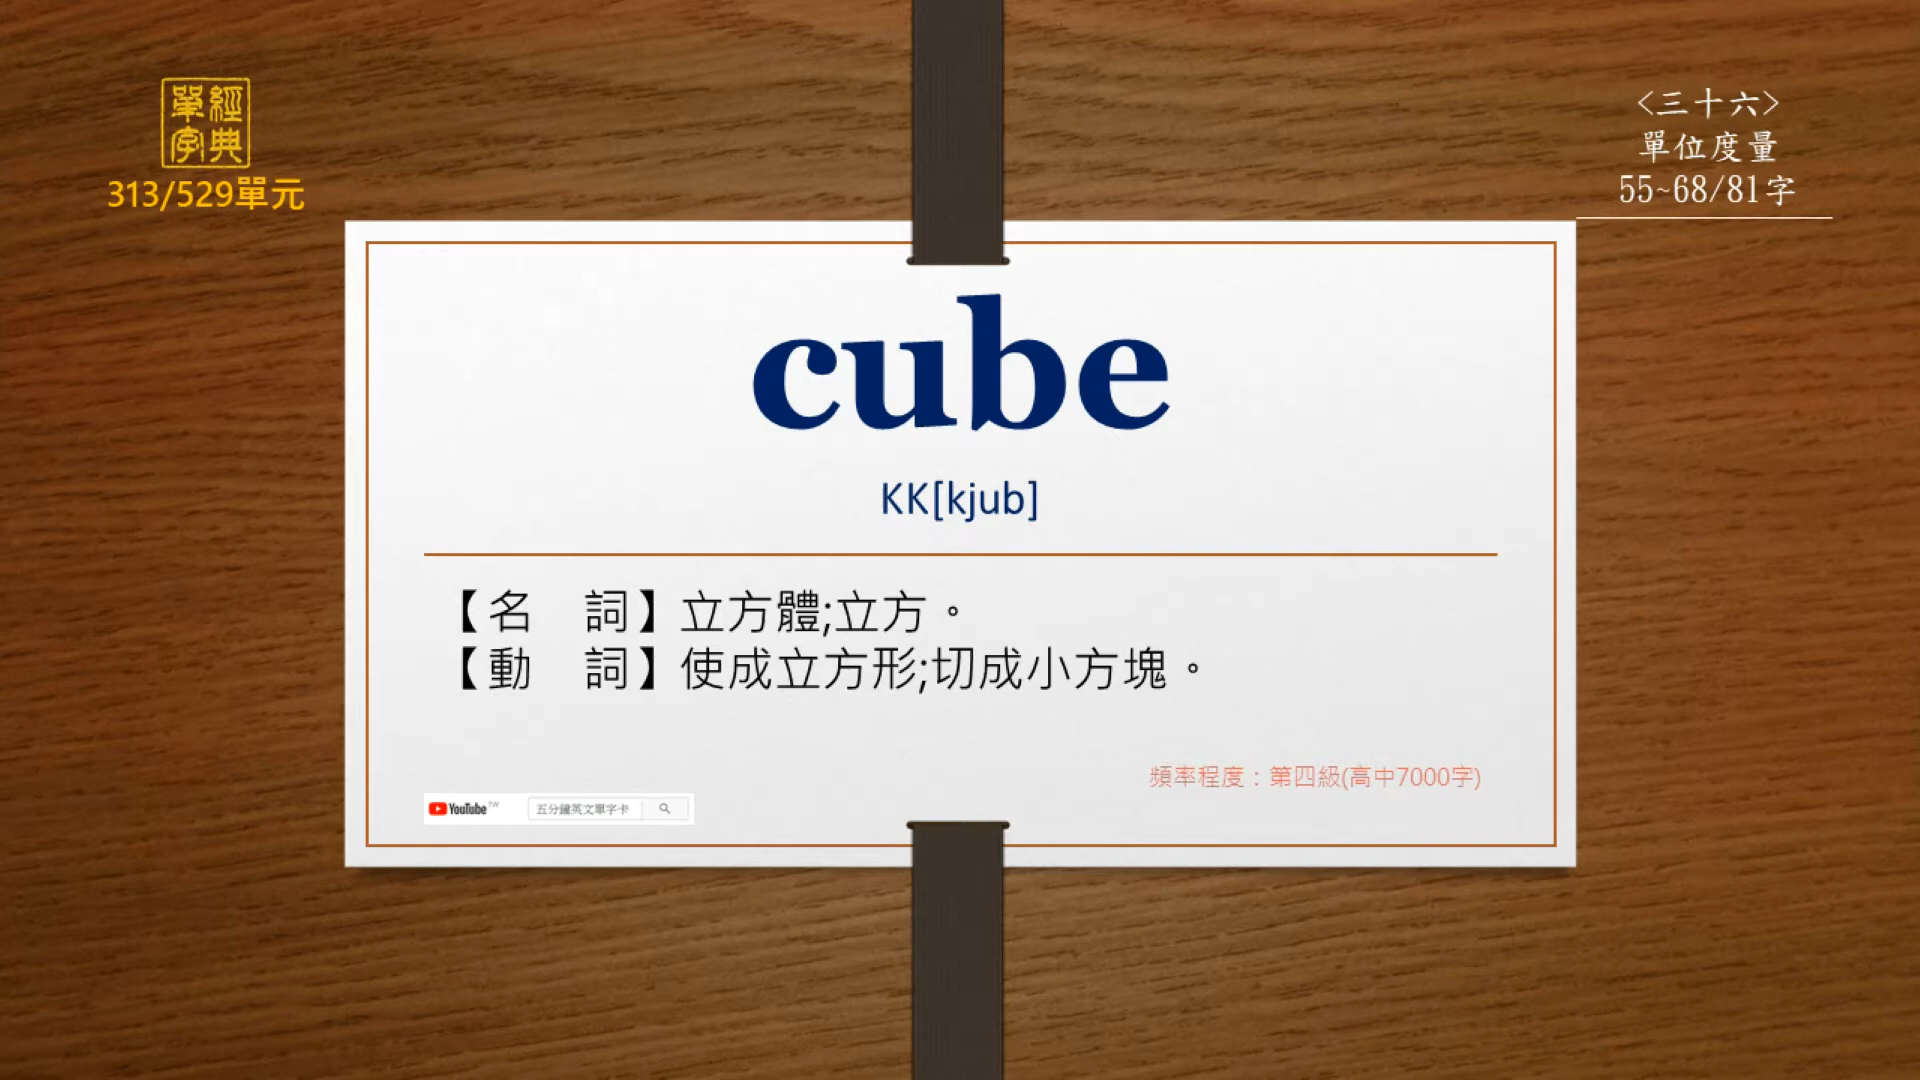 經典
單字
313/529單元
<三十六>
單位度量
55~68/81字
cube
KK[kjub]
【名　詞】立方體;立方。
【動　詞】使成立方形;切成小方塊。
頻率程度：第四級(高中7000字)
YouTube TW
五分鐘英文單字卡